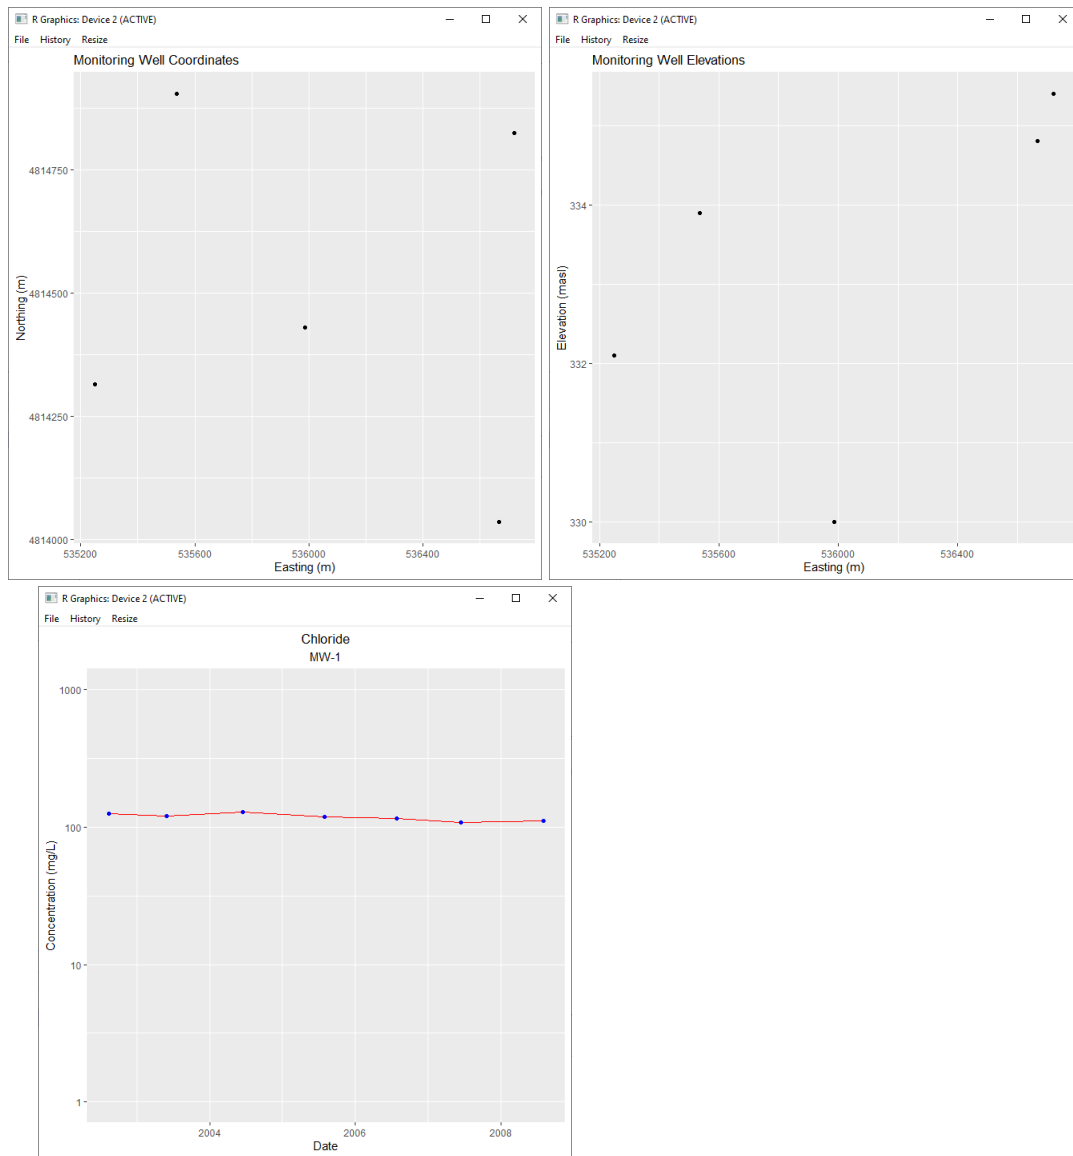 R Graphics: Device 2 (ACTIVE)
File History Resize
Monitoring Well Coordinates
Northing (m)
4814750
4814500
4814250
4814000
535200 535600 536000 536400
Easting (m)
R Graphics: Device 2 (ACTIVE)
File History Resize
Monitoring Well Elevations
Elevation (masl)
334
332
330
535200 535600 536000 536400
Easting (m)
R Graphics: Device 2 (ACTIVE)
File History Resize
Chloride
MW-1
Concentration (mg/L)
1000
100
10
1
2004 2006 2008
Date